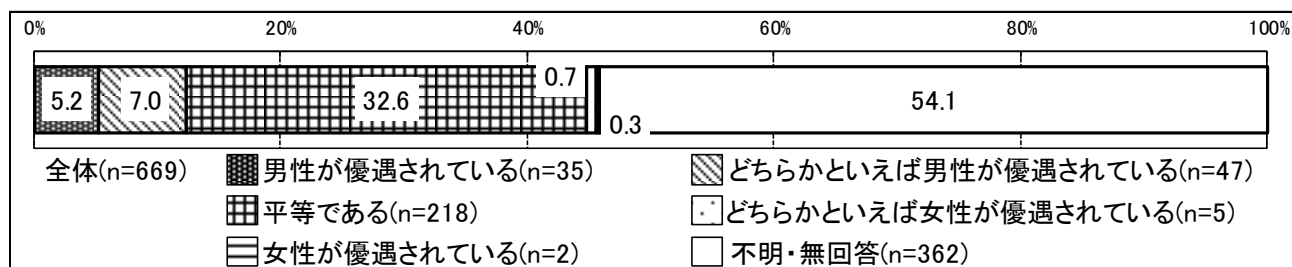 0% 20% 40% 60% 80% 100%
5.2 7.0 32.6 0.7 0.3 54.1
全体(n=669) 男性が優遇されている(n=35) どちらかといえば男性が優遇されている(n=47)
平等である(n=218) どちらかといえば女性が優遇されている(n=5)
女性が優遇されている(n=2) 不明・無回答(n=362)